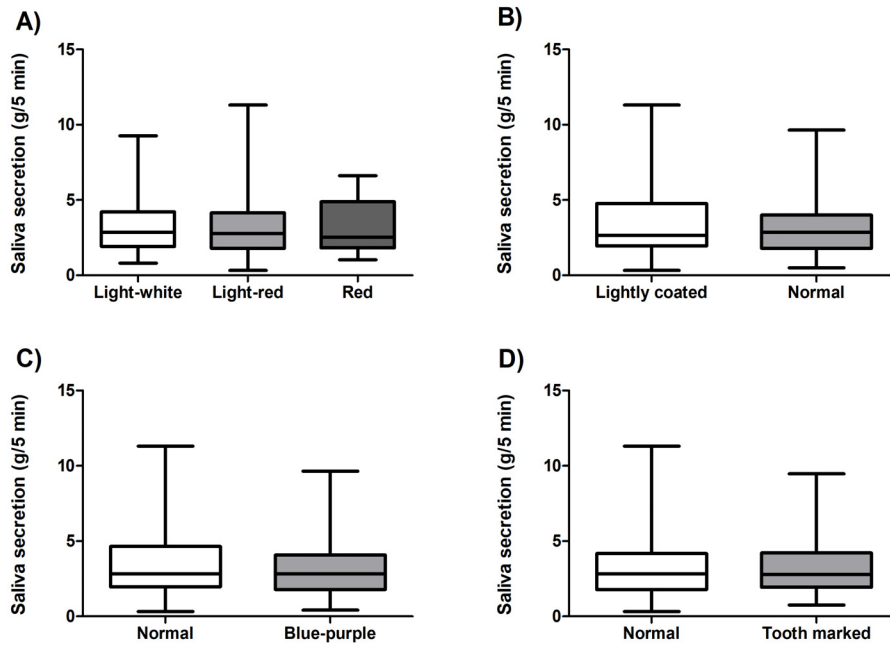 A)
Saliva secretion (g/5 min)
15
10
5
0
Light-white Light-red Red
B)
Saliva secretion (g/5 min)
15
10
5
0
Lightly coated Normal
C)
Saliva secretion (g/5 min)
15
10
5
0
Normal Blue-purple
D)
Saliva secretion (g/5 min)
15
10
5
0
Normal Tooth marked